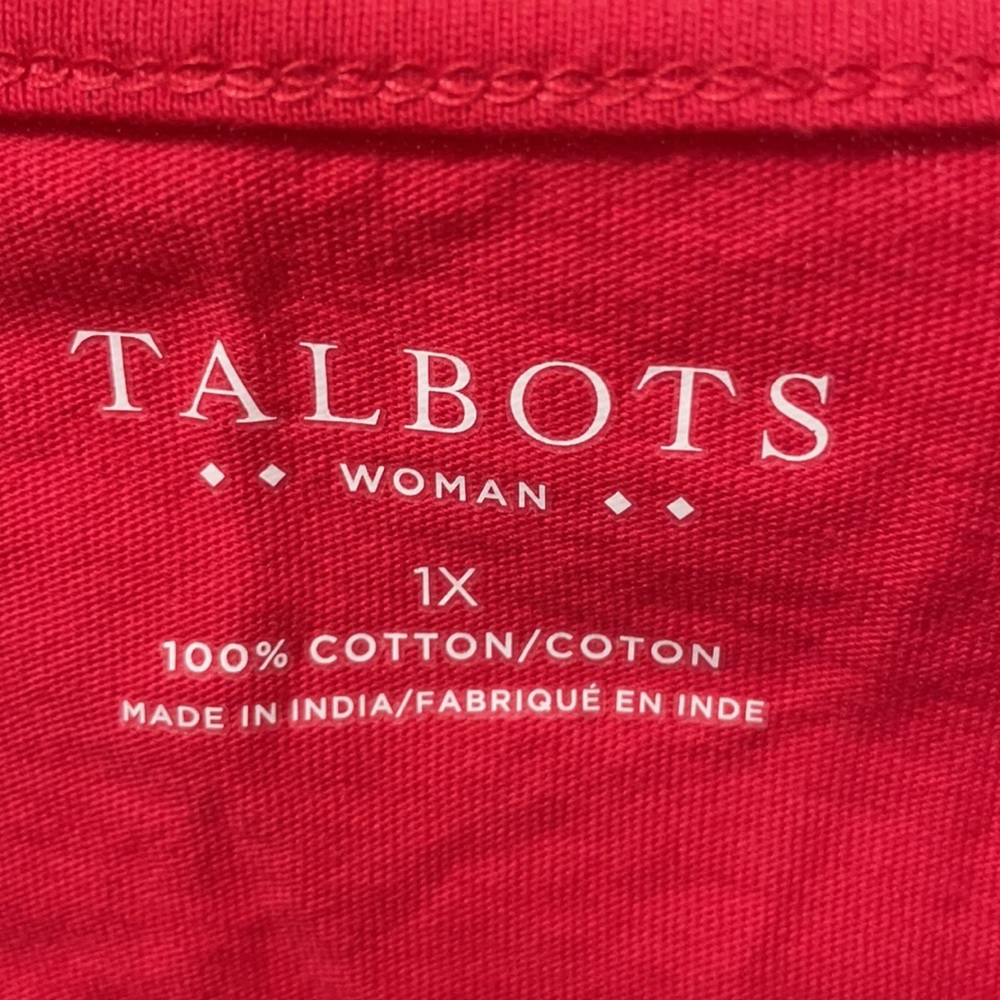 TALBOTS
WOMAN
1X
100% COTTON/COTON
MADE IN INDIA/FABRIQUÉ EN INDE